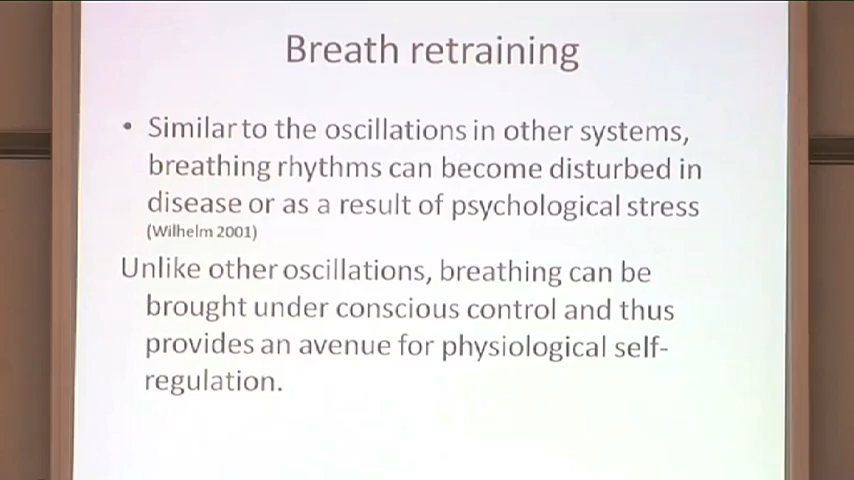 Breath retraining
• Similar to the oscillations in other systems,
breathing rhythms can become disturbed in
disease or as a result of psychological stress
(Wilhelm 2001)
Unlike other oscillations, breathing can be
brought under conscious control and thus
provides an avenue for physiological self-
regulation.